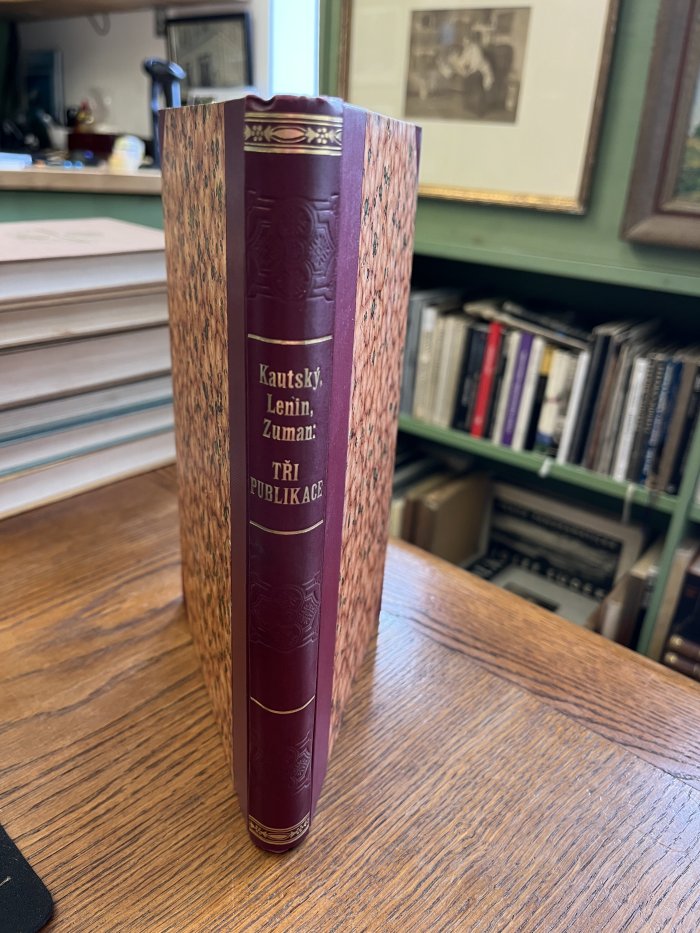 Kautský,
Lenin,
Zuman:
TŘI
PUBLIKACE